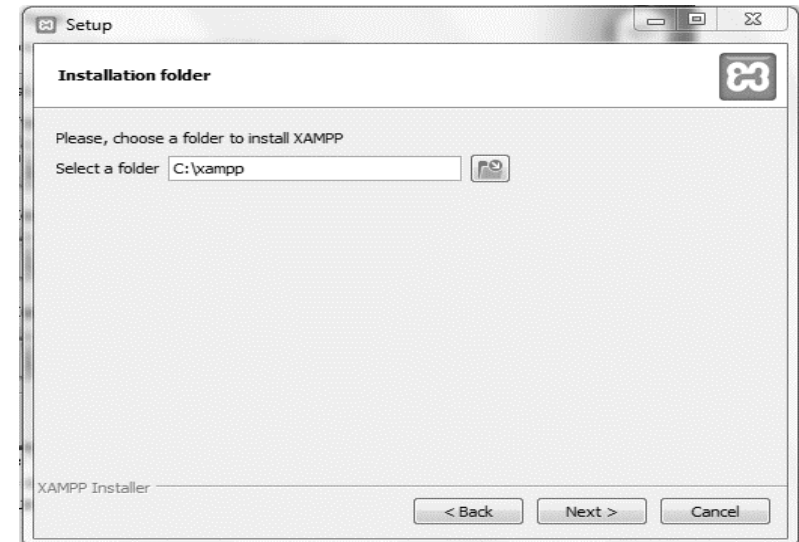 Setup
Installation folder
Please, choose a folder to install XAMPP
Select a folder C:\xampp
XAMPP Installer
< Back Next > Cancel